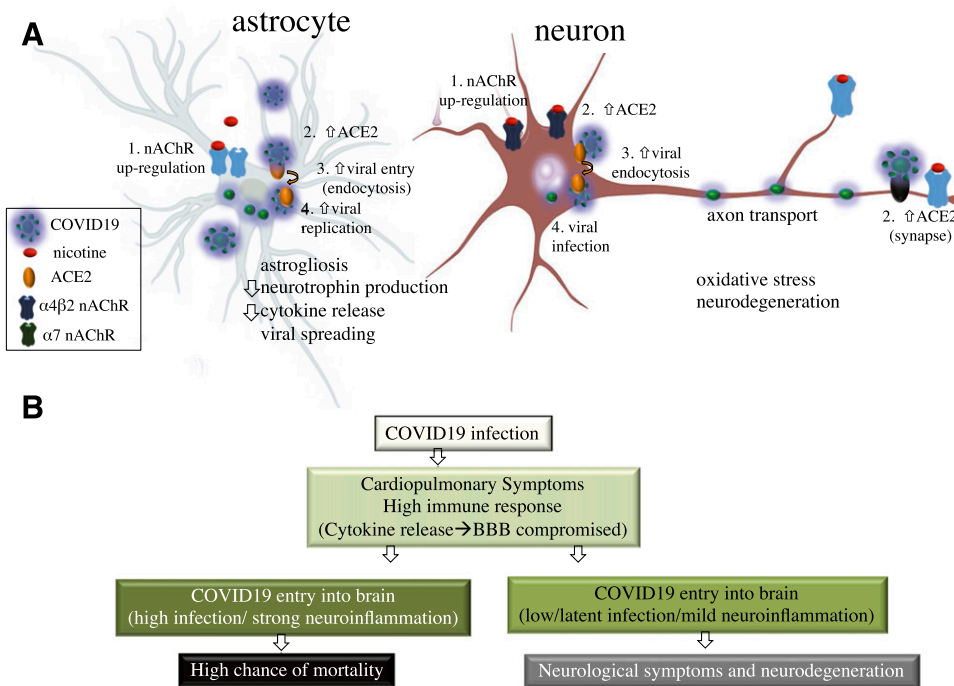 A
astrocyte
neuron
1. nAChR
up-regulation
2. ⇧ACE2
3. ⇧viral entry
(endocytosis)
4. ⇧viral
replication
astrogliosis
⇩neurotrophin production
⇩cytokine release
viral spreading
COVID19
nicotine
ACE2
α4β2 nAChR
α7 nAChR
1. nAChR
up-regulation
2. ⇧ACE2
3. ⇧viral
endocytosis
4. viral
infection
axon transport
2. ⇧ACE2
(synapse)
oxidative stress
neurodegeneration
B
COVID19 infection
Cardiopulmonary Symptoms
High immune response
(Cytokine release→BBB compromised)
COVID19 entry into brain
(high infection/ strong neuroinflammation)
High chance of mortality
COVID19 entry into brain
(low/latent infection/mild neuroinflammation)
Neurological symptoms and neurodegeneration